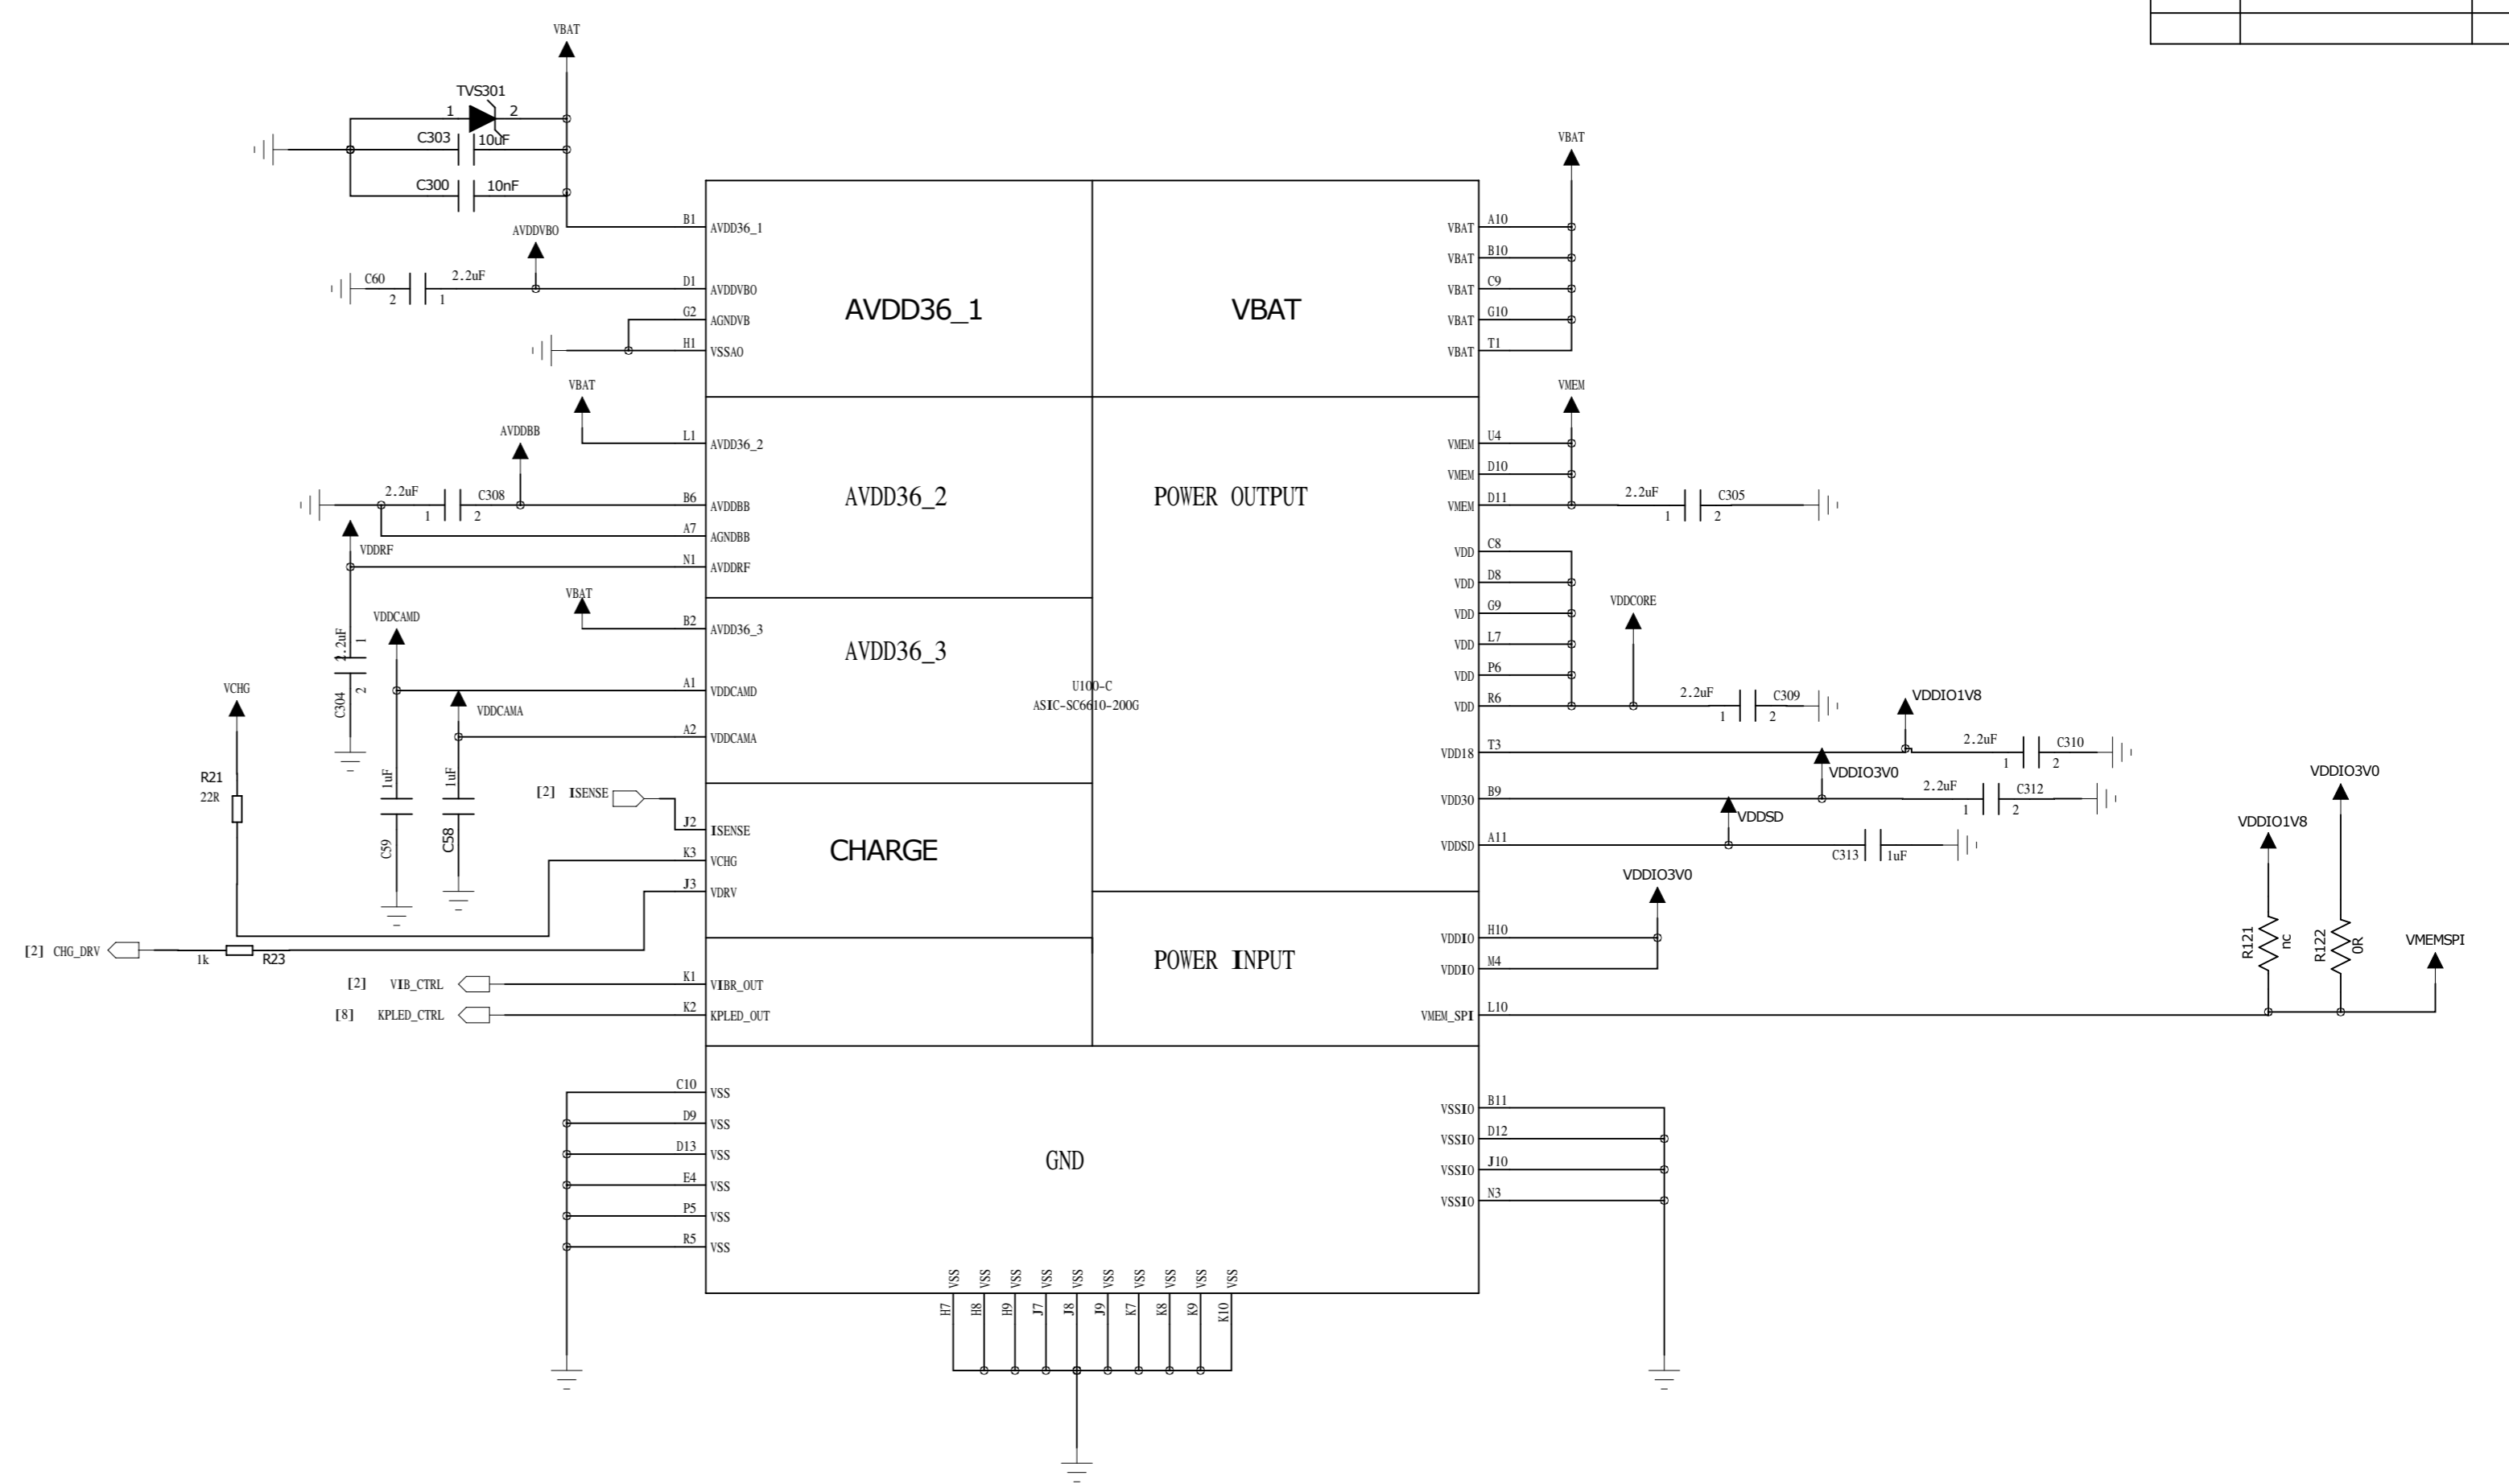 VBAT
TVS301
1 2
C303 10uF
C300 10nF
B1 AVDD36_1
AVDDVBO
C60 2.2uF
2 1
D1 AVDDVBO
G2 AGNDVB
H1 VSSAO
AVDD36_1
VBAT
VBAT
VBAT A10
VBAT B10
VBAT C9
VBAT G10
VBAT T1
VBAT
L1 AVDD36_2
AVDDBB
2.2uF C308
1 2
B6 AVDDBB
A7 AGNDBB
VDDRF
N1 AVDDRF
AVDD36_2
POWER OUTPUT
VMEM
VMEM U4
VMEM D10
VMEM D11
2.2uF C305
1 2
VDD C8
VDD D8
VDD G9
VDD L7
VDD P6
VDD R6
VDDCORE
2.2uF C309
1 2
VBAT
B2 AVDD36_3
AVDD36_3
VDDCAMD
2.2uF 1
C304 2
A1 VDDCAMD
VDDCAMA
A2 VDDCAMA
U100-C
ASIC-SC6610-200G
VCHG
R21
22R
1uF
C59
1uF
C58
VDD18 T3
VDDIO1V8
2.2uF C310
1 2
VDD30 B9
VDDIO3V0
2.2uF C312
1 2
VDDSD A11
VDDSD
C313 1uF
[2] ISENSE
J2 ISENSE
K3 VCHG
J3 VDRV
CHARGE
[2] CHG_DRV
1k R23
[2] VIB_CTRL
K1 VIBR_OUT
[8] KPLED_CTRL
K2 KPLED_OUT
POWER INPUT
VDDIO3V0
VDDIO H10
VDDIO M4
VMEM_SPI L10
VDDIO1V8
R121
nc
VDDIO3V0
R122
0R
VMEMSPI
C10 VSS
D9 VSS
D13 VSS
E4 VSS
P5 VSS
R5 VSS
GND
VSSIO B11
VSSIO D12
VSSIO J10
VSSIO N3
VSS VSS VSS VSS VSS VSS VSS VSS VSS VSS
H7 H8 H9 J7 J8 J9 K7 K8 K9 K10